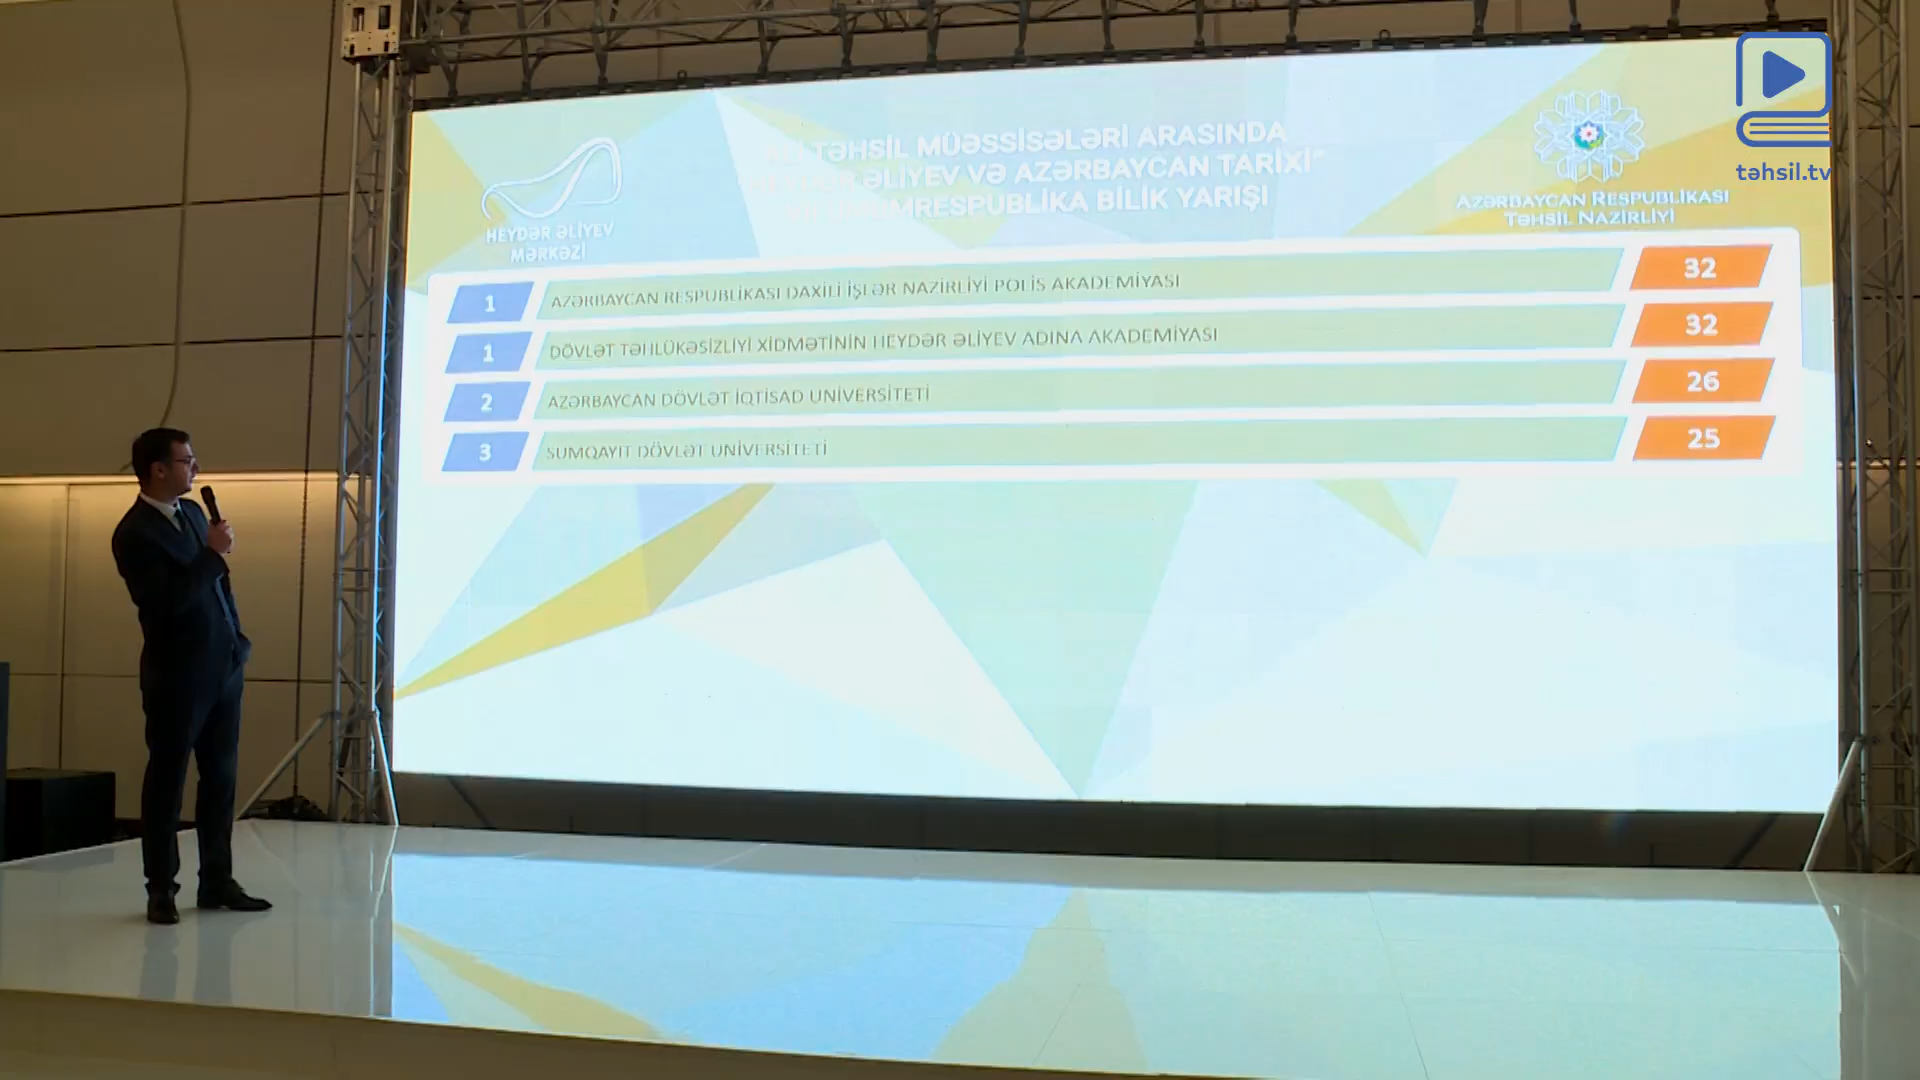 təhsil.tv
TƏHSİL MÜƏSSİSƏLƏRİ ARASINDA
ƏLİYEV VƏ AZƏRBAYCAN TARİXİ"
BİLİK YARIŞI
HEYDƏR ƏLİYEV
MƏRKƏZİ
AZƏRBAYCAN RESPUBLİKASI
TƏHSİL NAZİRLİYİ
1 AZƏRBAYCAN RESPUBLİKASI DAXİLİ İŞLƏR NAZİRLİYİ POLİS AKADEMİYASI 32
1 DÖVLƏT TƏHLÜKƏSİZLİYİ XİDMƏTİNİN HEYDƏR ƏLİYEV ADINA AKADEMİYASI 32
2 AZƏRBAYCAN DÖVLƏT İQTİSAD UNİVERSİTETİ 26
3 SUMQAYIT DÖVLƏT UNİVERSİTETİ 25